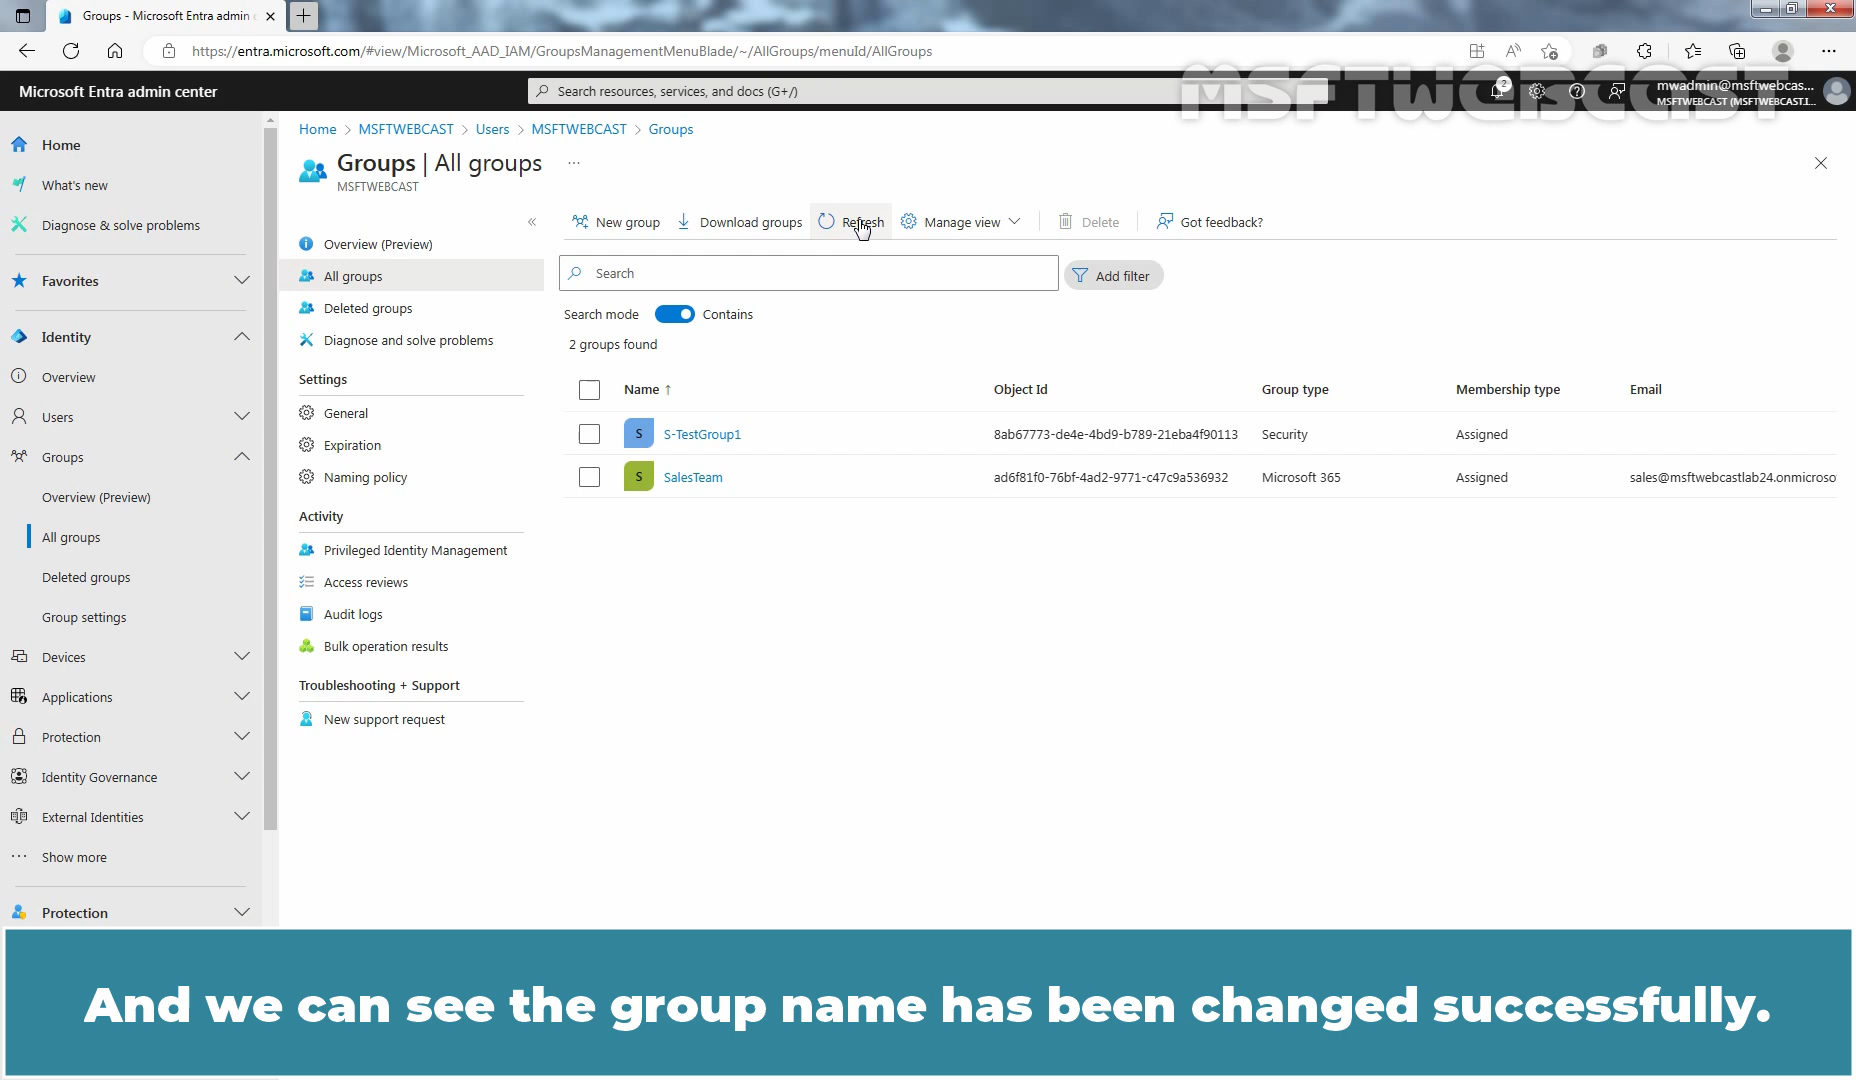 Groups - Microsoft Entra admin c
https://entra.microsoft.com/#view/Microsoft_AAD_IAM/GroupsManagementMenuBlade/~/AllGroups/menuId/AllGroups
MSFTWEBCAST
Microsoft Entra admin center
Search resources, services, and docs (G+/)
2
mwadmin@msftwebcas...
MSFTWEBCAST (MSFTWEBCAST.I...
Home
What's new
Diagnose & solve problems
Favorites
Identity
Overview
Users
Groups
Overview (Preview)
All groups
Deleted groups
Group settings
Devices
Applications
Protection
Identity Governance
External Identities
Show more
Protection
Home > MSFTWEBCAST > Users > MSFTWEBCAST > Groups
Groups | All groups ...
MSFTWEBCAST
Overview (Preview)
All groups
Deleted groups
Diagnose and solve problems
Settings
General
Expiration
Naming policy
Activity
Privileged Identity Management
Access reviews
Audit logs
Bulk operation results
Troubleshooting + Support
New support request
New group Download groups Refresh Manage view Delete Got feedback?
Search
Add filter
Search mode Contains
2 groups found
Name ↑ Object Id Group type Membership type Email
S S-TestGroup1 8ab67773-de4e-4bd9-b789-21eba4f90113 Security Assigned
S SalesTeam ad6f81f0-76bf-4ad2-9771-c47c9a536932 Microsoft 365 Assigned sales@msftwebcastlab24.onmicroso
And we can see the group name has been changed successfully.